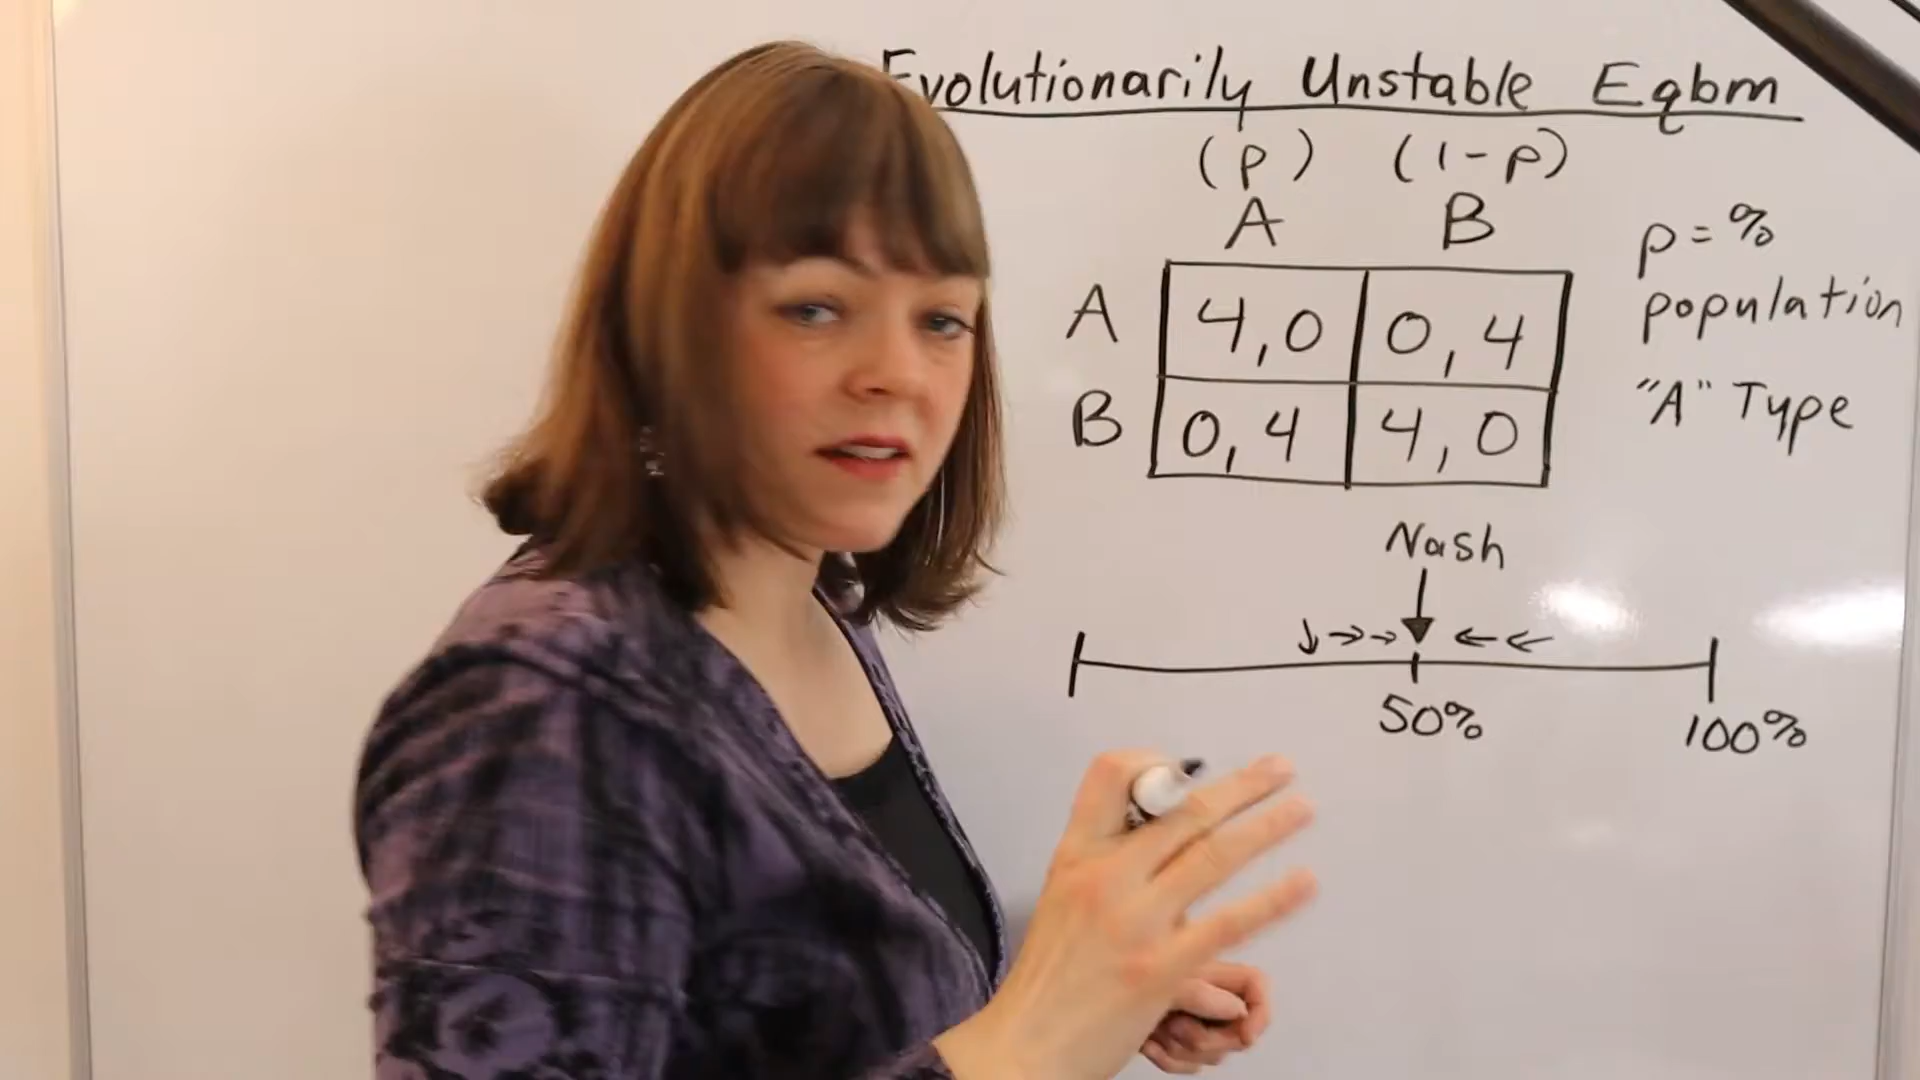 Evolutionarily Unstable Eqbm
(p) (1-p)
A B
p = %
population
"A" Type
A 4,0 0,4
B 0,4 4,0
Nash
50%
100%